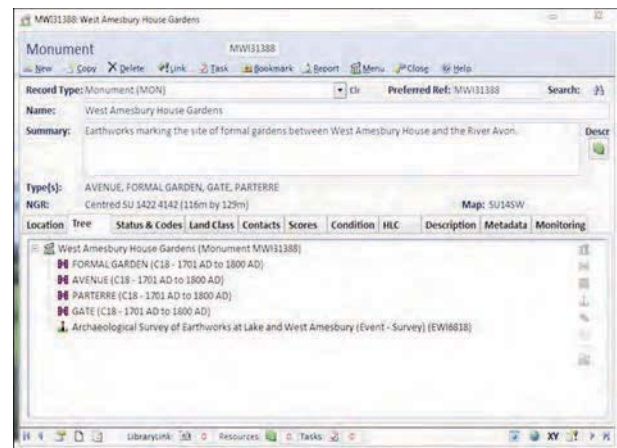 MWI31388: West Amesbury House Gardens
Monument MWI31388
New Copy Delete Link Task Bookmark Report Menu Close Help
Record Type: Monument (MON) Clr Preferred Ref: MWI31388 Search:
Name: West Amesbury House Gardens
Summary: Earthworks marking the site of formal gardens between West Amesbury House and the River Avon. Descr
Type(s): AVENUE, FORMAL GARDEN, GATE, PARTERRE
NGR: Centred SU 1422 4142 (116m by 129m) Map: SU14SW
Location Tree Status & Codes Land Class Contacts Scores Condition HLC Description Metadata Monitoring
West Amesbury House Gardens (Monument MWI31388)
FORMAL GARDEN (C18 - 1701 AD to 1800 AD)
AVENUE (C18 - 1701 AD to 1800 AD)
PARTERRE (C18 - 1701 AD to 1800 AD)
GATE (C18 - 1701 AD to 1800 AD)
Archaeological Survey of Earthworks at Lake and West Amesbury (Event - Survey) (EWI6818)
LibraryLink: 0 Resources: 0 Tasks: 0 XY